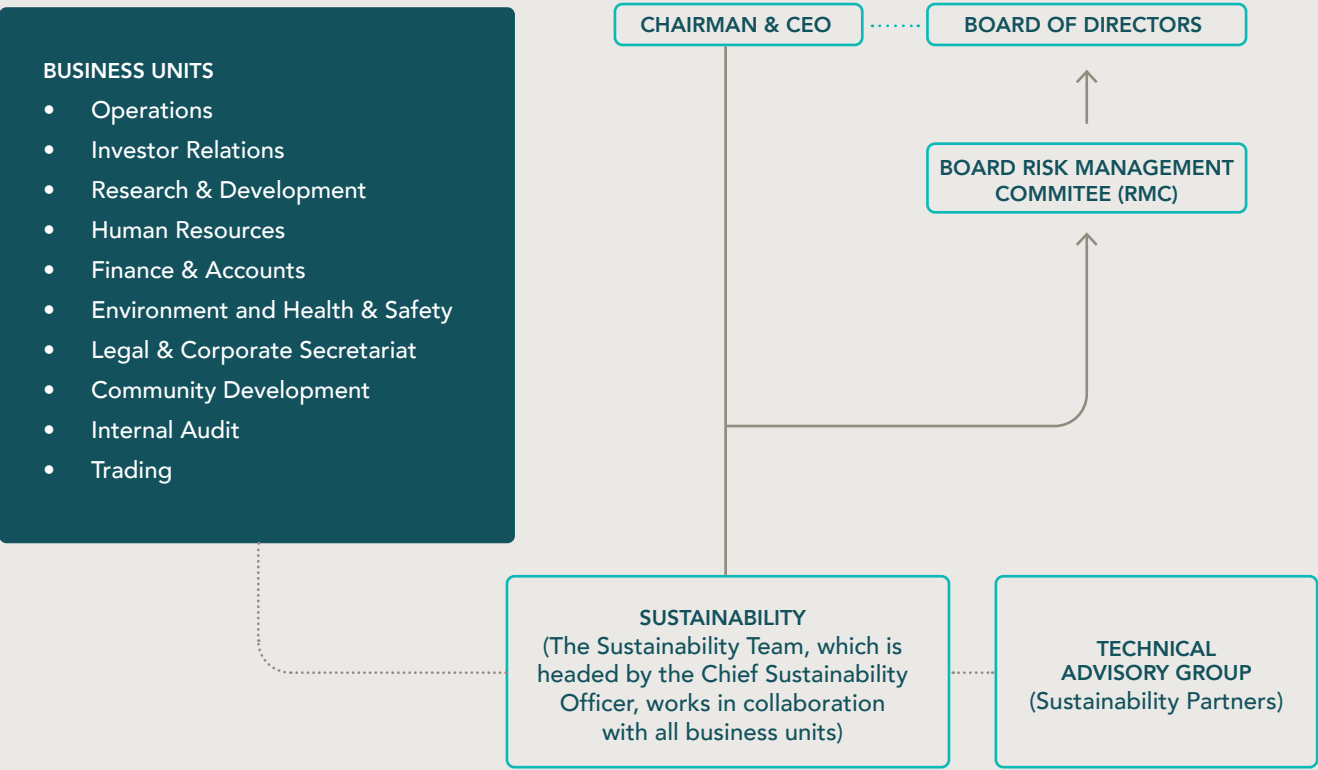 BUSINESS UNITS
• Operations
• Investor Relations
• Research & Development
• Human Resources
• Finance & Accounts
• Environment and Health & Safety
• Legal & Corporate Secretariat
• Community Development
• Internal Audit
• Trading
CHAIRMAN & CEO
BOARD OF DIRECTORS
BOARD RISK MANAGEMENT
COMMITEE (RMC)
SUSTAINABILITY
(The Sustainability Team, which is
headed by the Chief Sustainability
Officer, works in collaboration
with all business units)
TECHNICAL
ADVISORY GROUP
(Sustainability Partners)